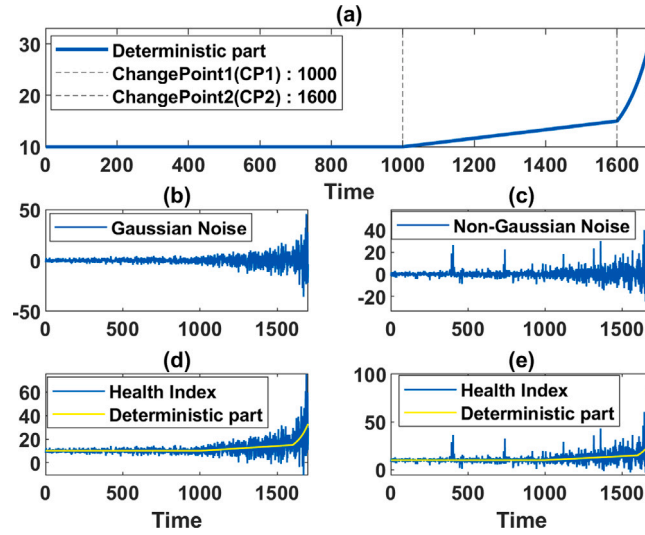 (a)
30
20
10
Deterministic part
ChangePoint1(CP1) : 1000
ChangePoint2(CP2) : 1600
0 200 400 600 800 1000 1200 1400 1600
Time
(b)
50
0
-50
Gaussian Noise
0 500 1000 1500
(c)
40
20
0
-20
Non-Gaussian Noise
0 500 1000 1500
(d)
60
40
20
0
Health Index
Deterministic part
0 500 1000 1500
Time
(e)
100
50
0
Health Index
Deterministic part
0 500 1000 1500
Time